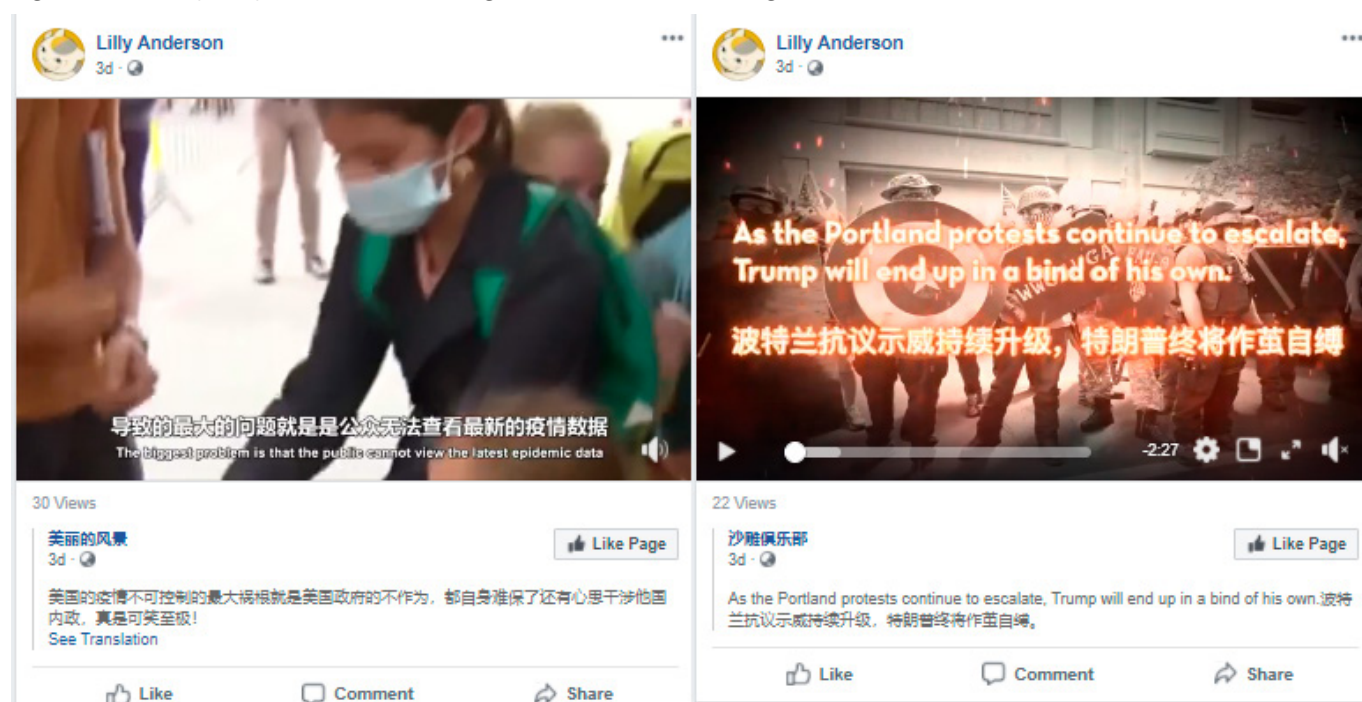 Lilly Anderson
3d
导致的最大的问题就是是公众无法查看最新的疫情数据
The biggest problem is that the public cannot view the latest epidemic data
30 Views
美丽的风景
3d
Like Page
美国的疫情不可控制的最大祸根就是美国政府的不作为，都自身难保了还有心思干涉他国
内政，真是可笑至极！
See Translation
Like
Comment
Share
Lilly Anderson
3d
As the Portland protests continue to escalate,
Trump will end up in a bind of his own.
波特兰抗议示威持续升级，特朗普终将作茧自缚
-2:27
22 Views
沙雕俱乐部
3d
Like Page
As the Portland protests continue to escalate, Trump will end up in a bind of his own.波特
兰抗议示威持续升级，特朗普终将作茧自缚。
Like
Comment
Share